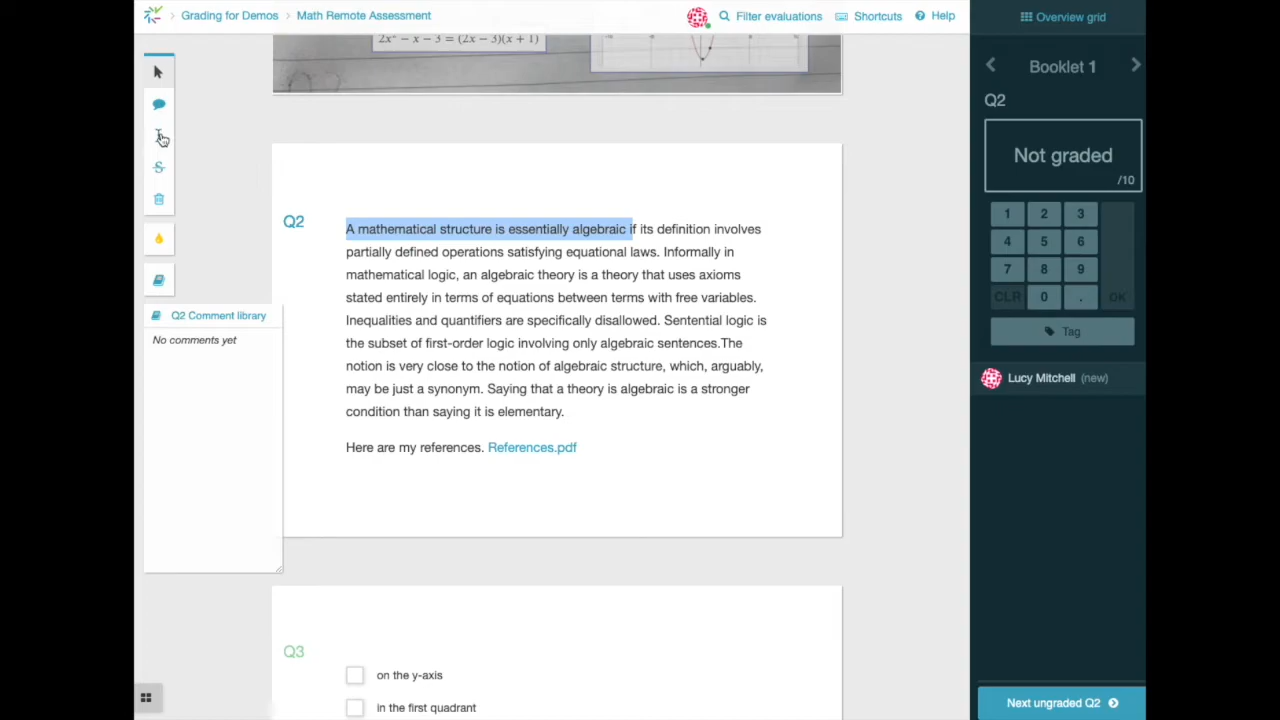 Grading for Demos
Math Remote Assessment
Filter evaluations
Shortcuts
Help
Overview grid
2x² − x − 3 = (2x − 3)(x + 1)
Booklet 1
Q2
Not graded
/10
1 2 3
4 5 6
7 8 9
CLR 0 . OK
Tag
Lucy Mitchell (new)
Next ungraded Q2
Q2 Comment library
No comments yet
Q2
A mathematical structure is essentially algebraic if its definition involves
partially defined operations satisfying equational laws. Informally in
mathematical logic, an algebraic theory is a theory that uses axioms
stated entirely in terms of equations between terms with free variables.
Inequalities and quantifiers are specifically disallowed. Sentential logic is
the subset of first-order logic involving only algebraic sentences.The
notion is very close to the notion of algebraic structure, which, arguably,
may be just a synonym. Saying that a theory is algebraic is a stronger
condition than saying it is elementary.
Here are my references. References.pdf
Q3
on the y-axis
in the first quadrant